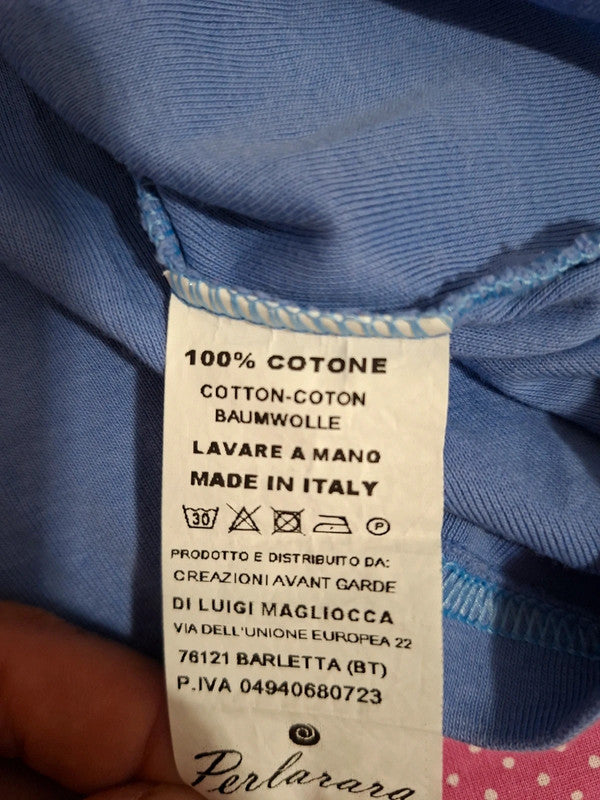 100% COTONE
COTTON-COTON
BAUMWOLLE
LAVARE A MANO
MADE IN ITALY
30 P
PRODOTTO E DISTRIBUITO DA:
CREAZIONI AVANT GARDE
DI LUIGI MAGLIOCCA
VIA DELL'UNIONE EUROPEA 22
76121 BARLETTA (BT)
P.IVA 04940680723
Perlarara